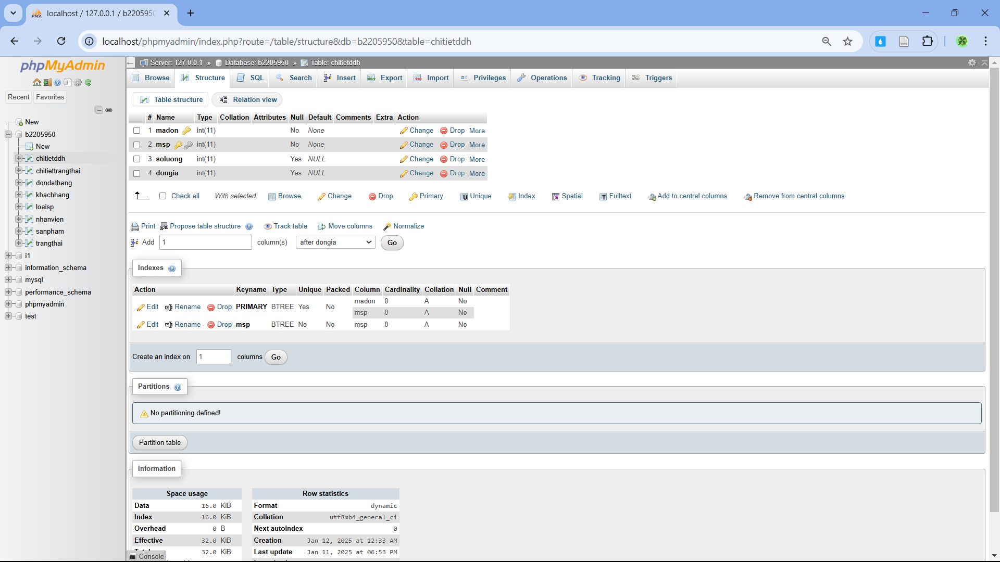 localhost / 127.0.0.1 / b2205950
localhost/phpmyadmin/index.php?route=/table/structure&db=b2205950&table=chitietddh
phpMyAdmin
Recent Favorites
New
b2205950
New
chitietddh
chitiettrangthai
dondathang
khachhang
loaisp
nhanvien
sanpham
trangthai
i1
information_schema
mysql
performance_schema
phpmyadmin
test
Server: 127.0.0.1 » Database: b2205950 » Table: chitietddh
Browse Structure SQL Search Insert Export Import Privileges Operations Tracking Triggers
Table structure Relation view
# Name Type Collation Attributes Null Default Comments Extra Action
1 madon int(11) No None Change Drop More
2 msp int(11) No None Change Drop More
3 soluong int(11) Yes NULL Change Drop More
4 dongia int(11) Yes NULL Change Drop More
Check all With selected: Browse Change Drop Primary Unique Index Spatial Fulltext Add to central columns Remove from central columns
Print Propose table structure Track table Move columns Normalize
Add 1 column(s) after dongia Go
Indexes
Action Keyname Type Unique Packed Column Cardinality Collation Null Comment
Edit Rename Drop PRIMARY BTREE Yes No madon 0 A No
msp 0 A No
Edit Rename Drop msp BTREE No No msp 0 A No
Create an index on 1 columns Go
Partitions
No partitioning defined!
Partition table
Information
Space usage
Data 16.0 KiB
Index 16.0 KiB
Overhead 0 B
Effective 32.0 KiB
32.0 KiB
Row statistics
Format dynamic
Collation utf8mb4_general_ci
Next autoindex 0
Creation Jan 12, 2025 at 12:33 AM
Last update Jan 11, 2025 at 06:53 PM
Console